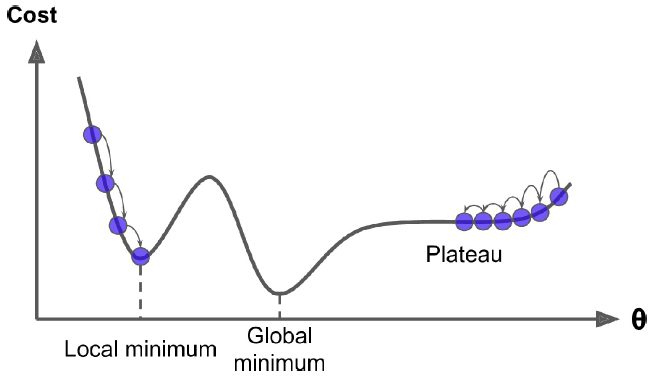 Cost
Plateau
θ
Local minimum
Global
minimum